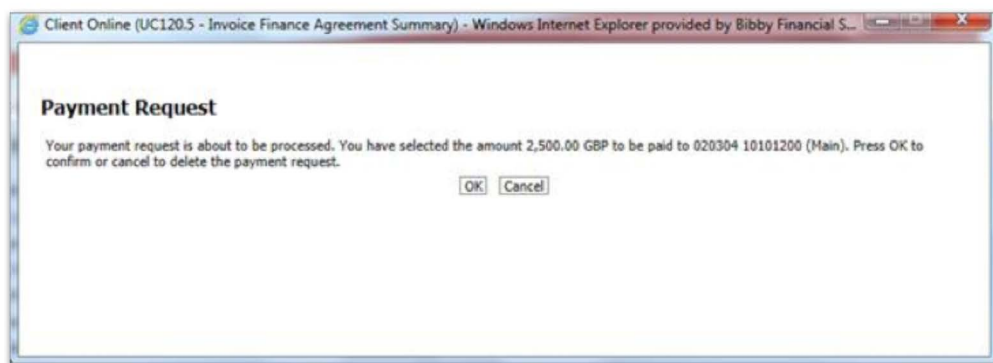 Client Online (UC120.5 - Invoice Finance Agreement Summary) - Windows Internet Explorer provided by Bibby Financial S...
Payment Request
Your payment request is about to be processed. You have selected the amount 2,500.00 GBP to be paid to 020304 10101200 (Main). Press OK to
confirm or cancel to delete the payment request.
OK Cancel